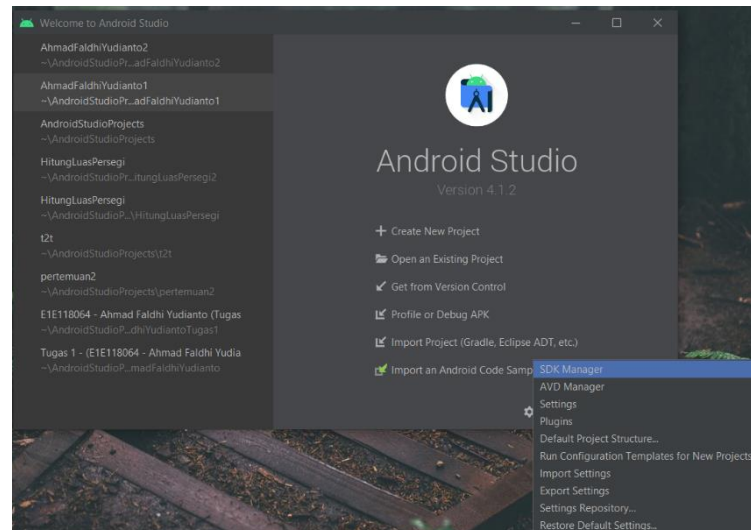 Welcome to Android Studio
AhmadFaldhiYudianto2
~\AndroidStudioPr...adFaldhiYudianto2
AhmadFaldhiYudianto1
~\AndroidStudioPr...adFaldhiYudianto1
AndroidStudioProjects
~\AndroidStudioProjects
HitungLuasPersegi
~\AndroidStudioPr...itungLuasPersegi2
HitungLuasPersegi
~\AndroidStudioP...\HitungLuasPersegi
t2t
~\AndroidStudioProjects\t2t
pertemuan2
~\AndroidStudioProjects\pertemuan2
E1E118064 - Ahmad Faldhi Yudianto (Tugas
~\AndroidStudioP...dhiYudiantoTugas1
Tugas 1 - (E1E118064 - Ahmad Faldhi Yudia
~\AndroidStudioP...madFaldhiYudianto
Android Studio
Version 4.1.2
Create New Project
Open an Existing Project
Get from Version Control
Profile or Debug APK
Import Project (Gradle, Eclipse ADT, etc.)
Import an Android Code Samp
SDK Manager
AVD Manager
Settings
Plugins
Default Project Structure...
Run Configuration Templates for New Projects
Import Settings
Export Settings
Settings Repository...
Restore Default Settings...